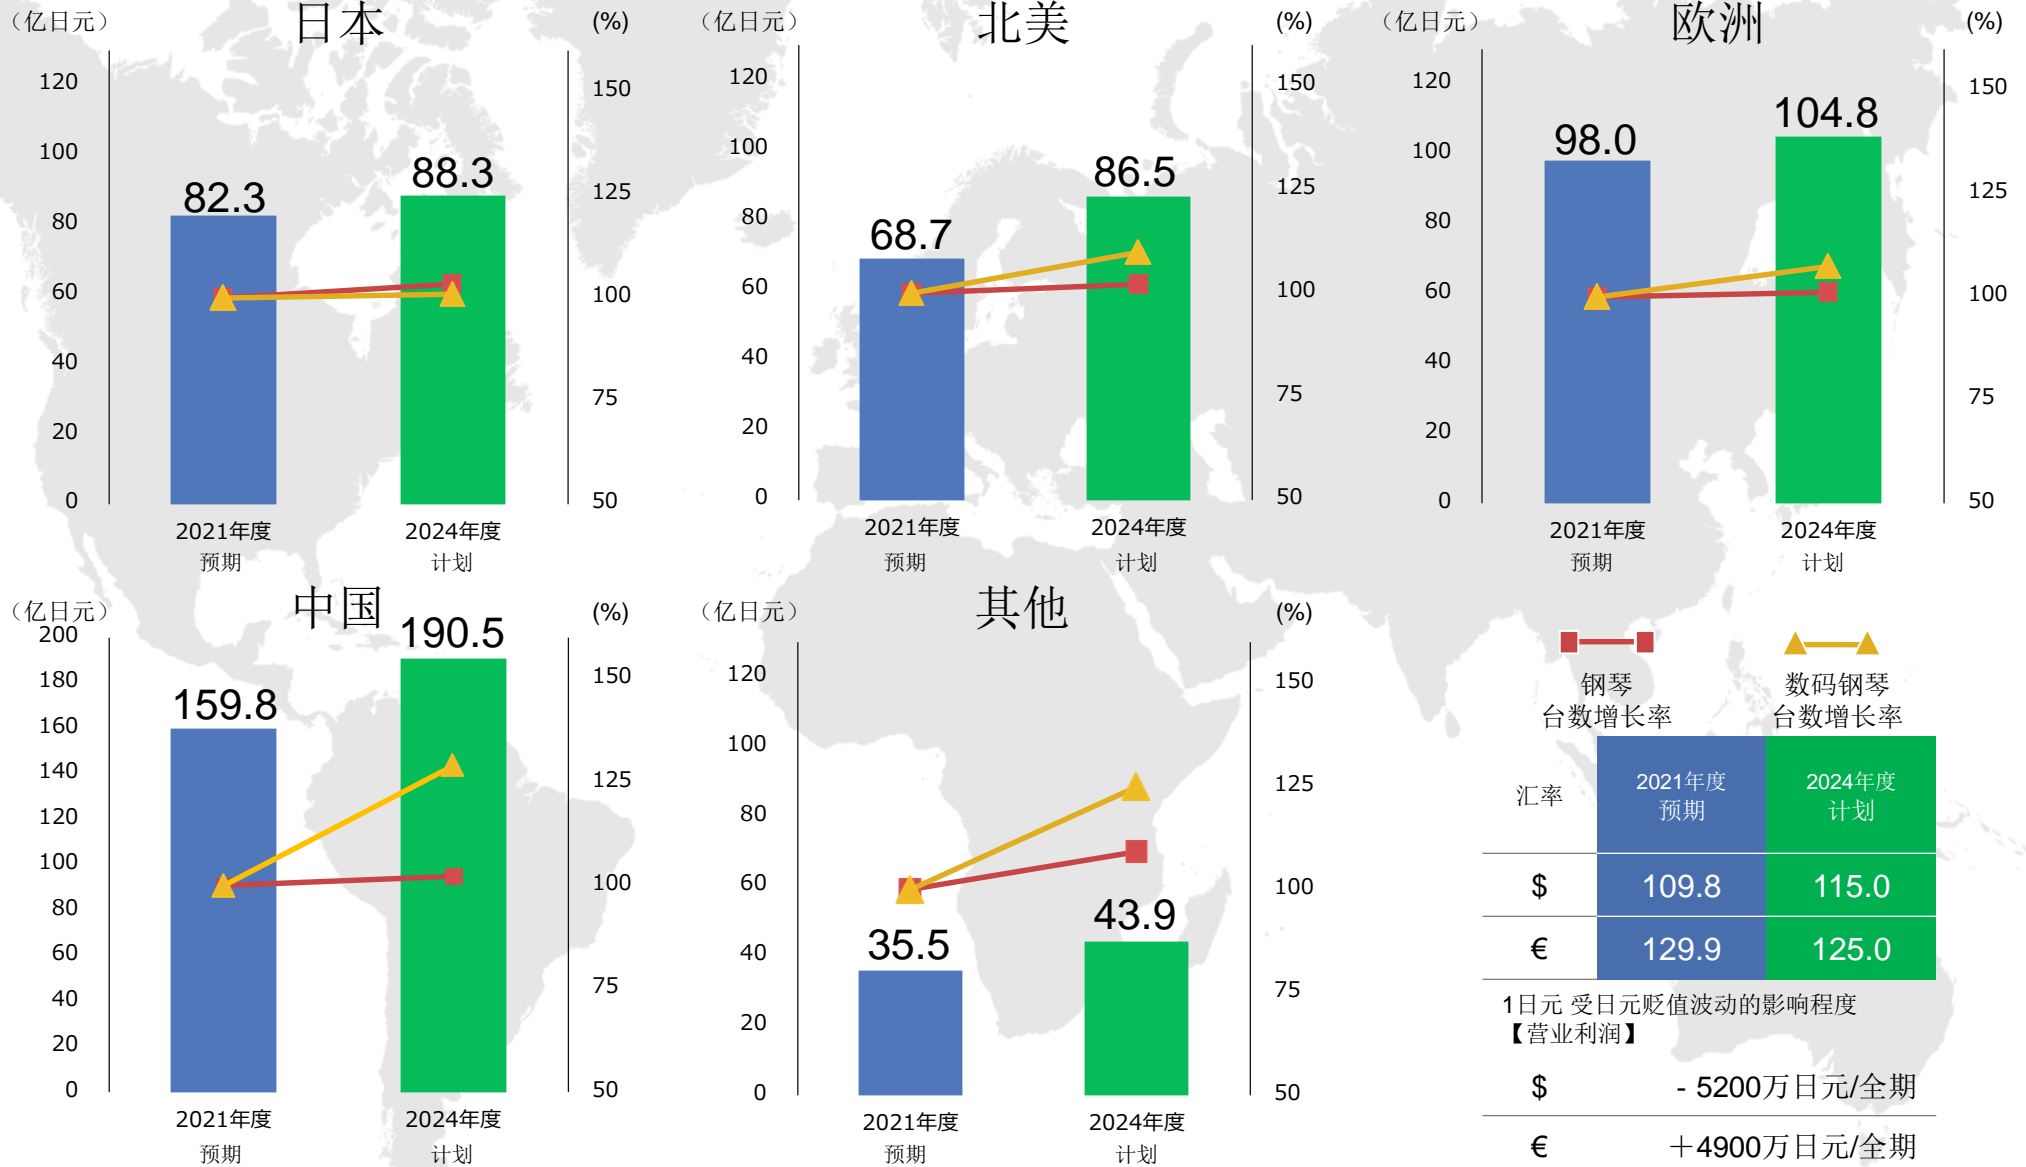 （亿日元）
日本
(%)
120
100
80
60
40
20
0
150
125
100
75
50
82.3
88.3
2021年度
预期
2024年度
计划
（亿日元）
北美
(%)
120
100
80
60
40
20
0
150
125
100
75
50
68.7
86.5
2021年度
预期
2024年度
计划
（亿日元）
欧洲
(%)
120
100
80
60
40
20
0
150
125
100
75
50
98.0
104.8
2021年度
预期
2024年度
计划
（亿日元）
中国
(%)
200
180
160
140
120
100
80
60
40
20
0
150
125
100
75
50
159.8
190.5
2021年度
预期
2024年度
计划
（亿日元）
其他
(%)
120
100
80
60
40
20
0
150
125
100
75
50
35.5
43.9
2021年度
预期
2024年度
计划
钢琴
台数增长率
数码钢琴
台数增长率
汇率
2021年度
预期
2024年度
计划
$ 109.8 115.0
€ 129.9 125.0
1日元 受日元贬值波动的影响程度
【营业利润】
$ - 5200万日元/全期
€ ＋4900万日元/全期